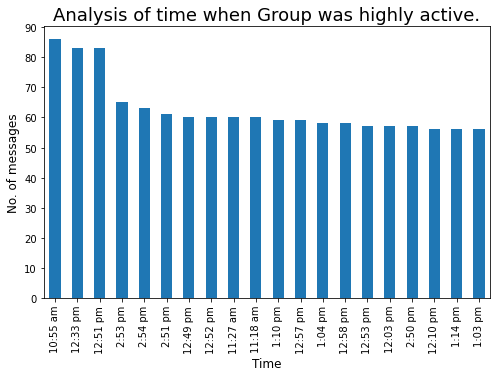 Analysis of time when Group was highly active.
No. of messages
90
80
70
60
50
40
30
20
10
0
10:55 am
12:33 pm
12:51 pm
2:53 pm
2:54 pm
2:51 pm
12:49 pm
12:52 pm
11:27 am
11:18 am
1:10 pm
12:57 pm
1:04 pm
12:58 pm
12:53 pm
12:03 pm
2:50 pm
12:10 pm
1:14 pm
1:03 pm
Time